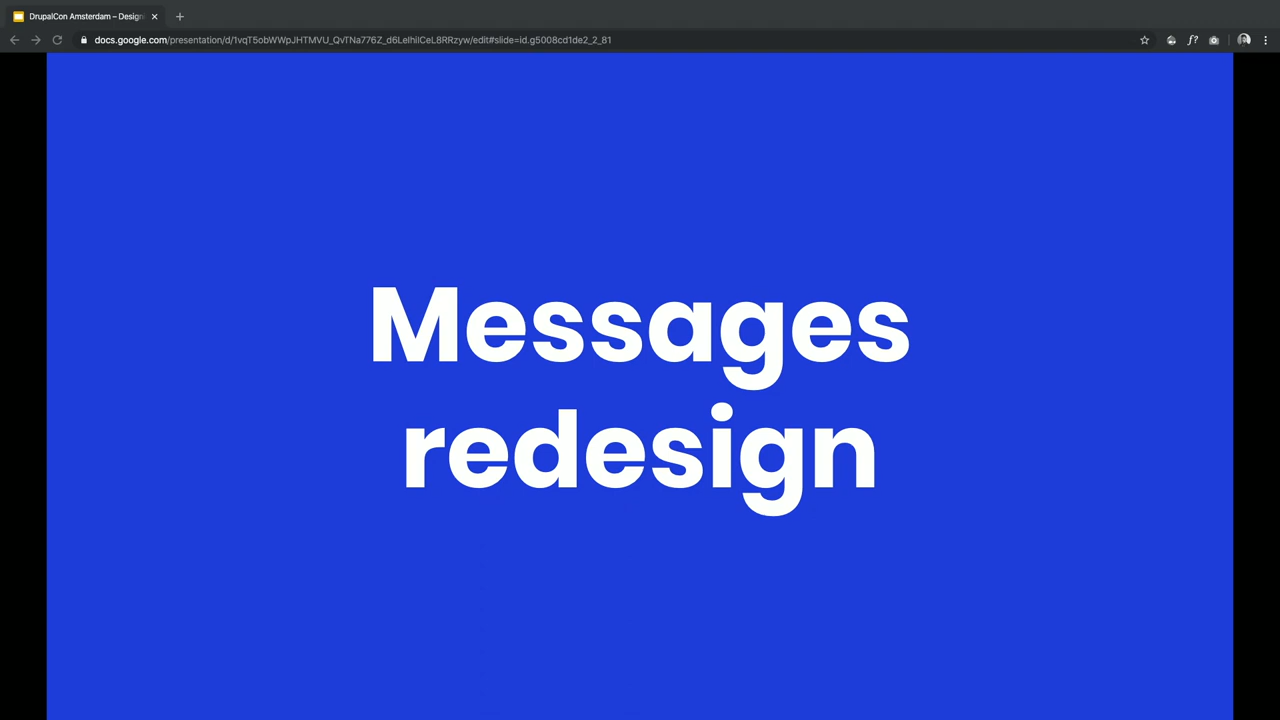 DrupalCon Amsterdam – Design
docs.google.com/presentation/d/1vqT5obWWpJHTMVU_QvTNa776Z_d6LelhilCeL8RRzyw/edit#slide=id.g5008cd1de2_2_81
f?
Messages
redesign